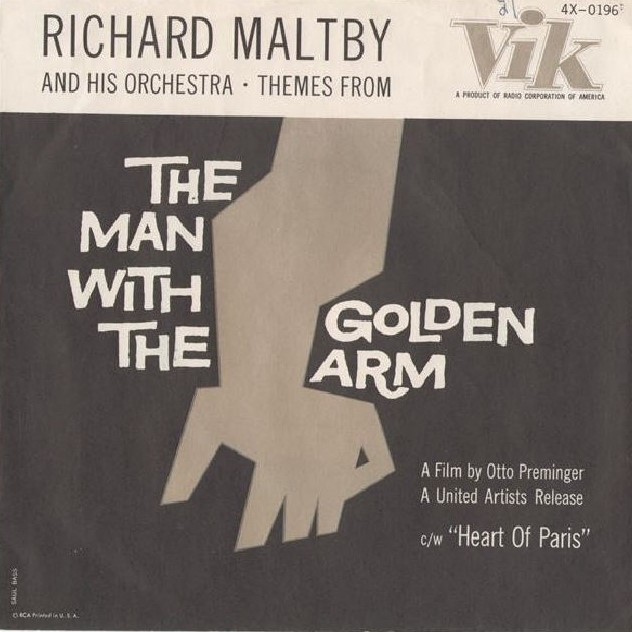 RICHARD MALTBY
AND HIS ORCHESTRA · THEMES FROM
4X-0196
Vik
A PRODUCT OF RADIO CORPORATION OF AMERICA
THE
MAN
WITH
THE
GOLDEN
ARM
A Film by Otto Preminger
A United Artists Release
c/w "Heart Of Paris"
SAUL BASS
© RCA Printed in U. S. A.